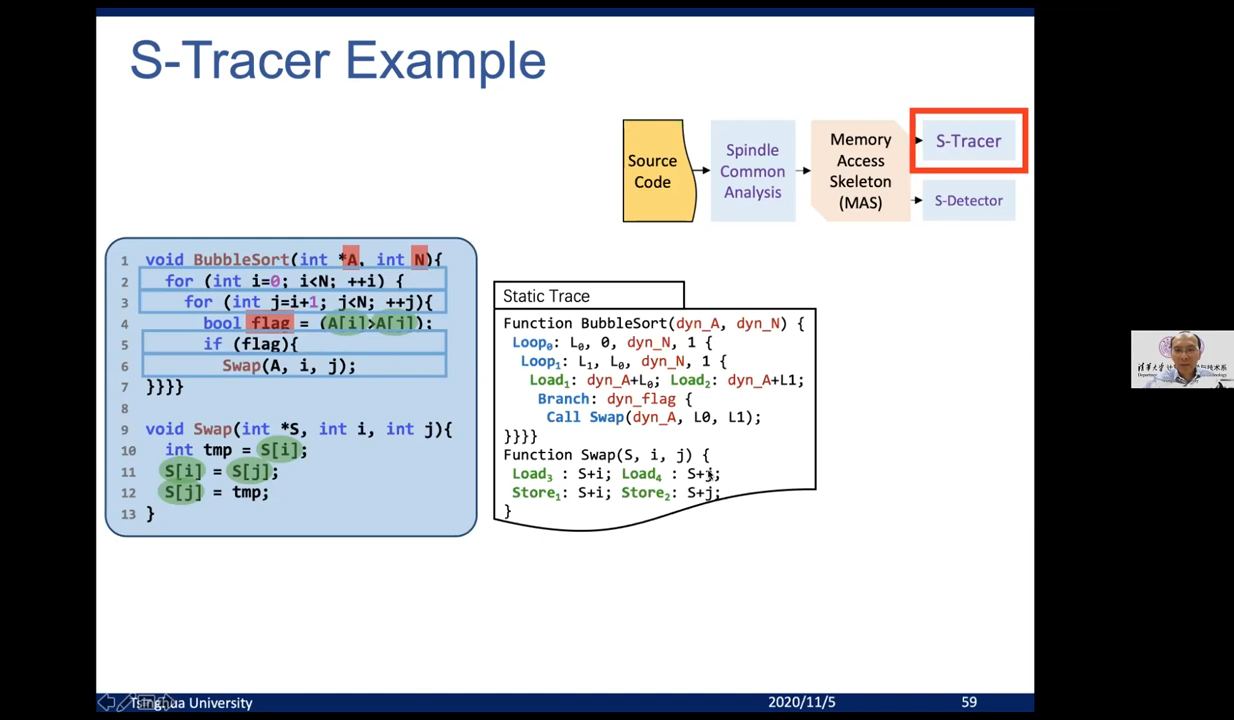 S-Tracer Example
Source
Code
Spindle
Common
Analysis
Memory
Access
Skeleton
(MAS)
S-Tracer
S-Detector
1 void BubbleSort(int *A, int N){
2 for (int i=0; i<N; ++i) {
3 for (int j=i+1; j<N; ++j){
4 bool flag = (A[i]>A[j]);
5 if (flag){
6 Swap(A, i, j);
7 }}}}
8
9 void Swap(int *S, int i, int j){
10 int tmp = S[i];
11 S[i] = S[j];
12 S[j] = tmp;
13 }
Static Trace
Function BubbleSort(dyn_A, dyn_N) {
Loop₀: L₀, 0, dyn_N, 1 {
Loop₁: L₁, L₀, dyn_N, 1 {
Load₁: dyn_A+L₀; Load₂: dyn_A+L1;
Branch: dyn_flag {
Call Swap(dyn_A, L0, L1);
}}}}
Function Swap(S, i, j) {
Load₃ : S+i; Load₄ : S+j;
Store₁: S+i; Store₂: S+j;
}
Tsinghua University
2020/11/5
59